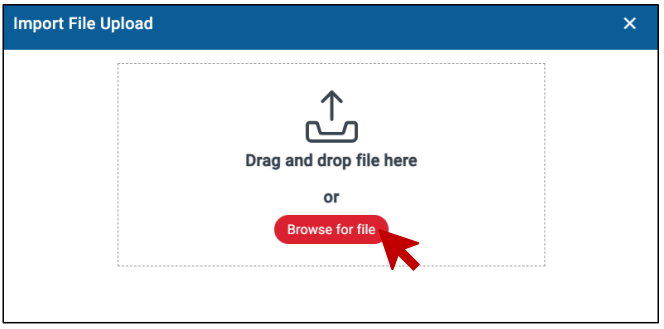 Import File Upload
Drag and drop file here
or
Browse for file